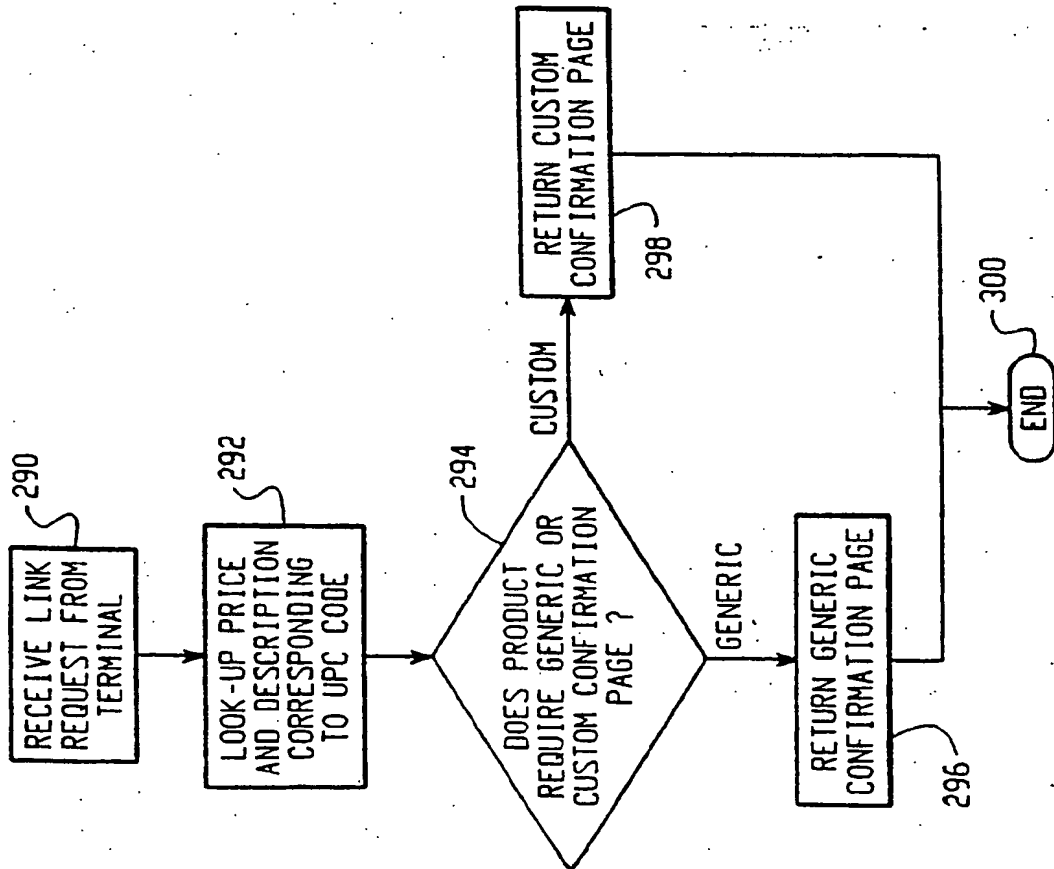 290
RECEIVE LINK
REQUEST FROM
TERMINAL
292
LOOK-UP PRICE
AND DESCRIPTION
CORRESPONDING
TO UPC CODE
294
DOES PRODUCT
REQUIRE GENERIC OR
CUSTOM CONFIRMATION
PAGE ?
CUSTOM
RETURN CUSTOM
CONFIRMATION PAGE
298
GENERIC
RETURN GENERIC
CONFIRMATION PAGE
296
300
END